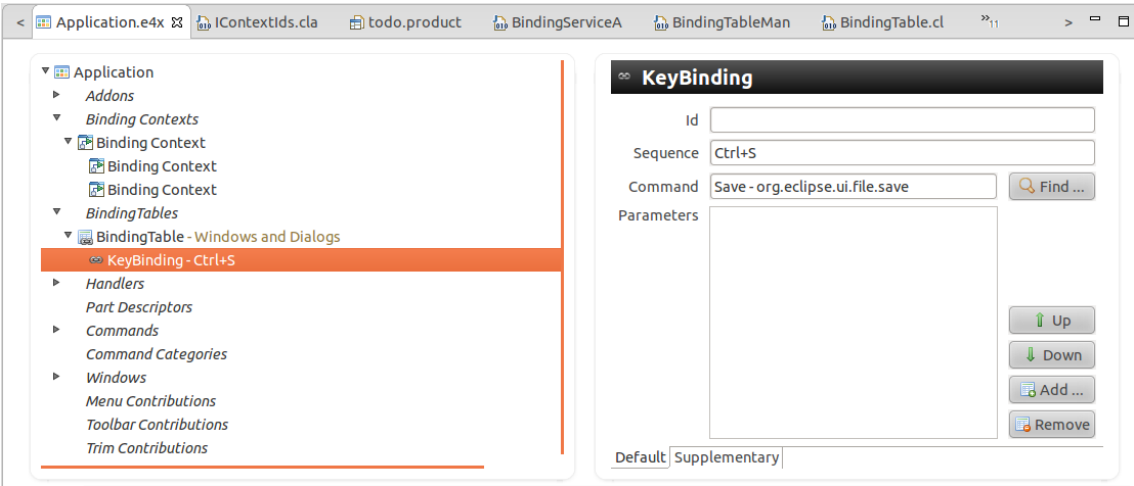 < Application.e4x IContextIds.cla todo.product BindingServiceA BindingTableMan BindingTable.cl »11 >
Application
Addons
Binding Contexts
Binding Context
Binding Context
Binding Context
BindingTables
BindingTable - Windows and Dialogs
KeyBinding - Ctrl+S
Handlers
Part Descriptors
Commands
Command Categories
Windows
Menu Contributions
Toolbar Contributions
Trim Contributions
KeyBinding
Id
Sequence Ctrl+S
Command Save - org.eclipse.ui.file.save Find ...
Parameters
Up
Down
Add ...
Remove
Default Supplementary